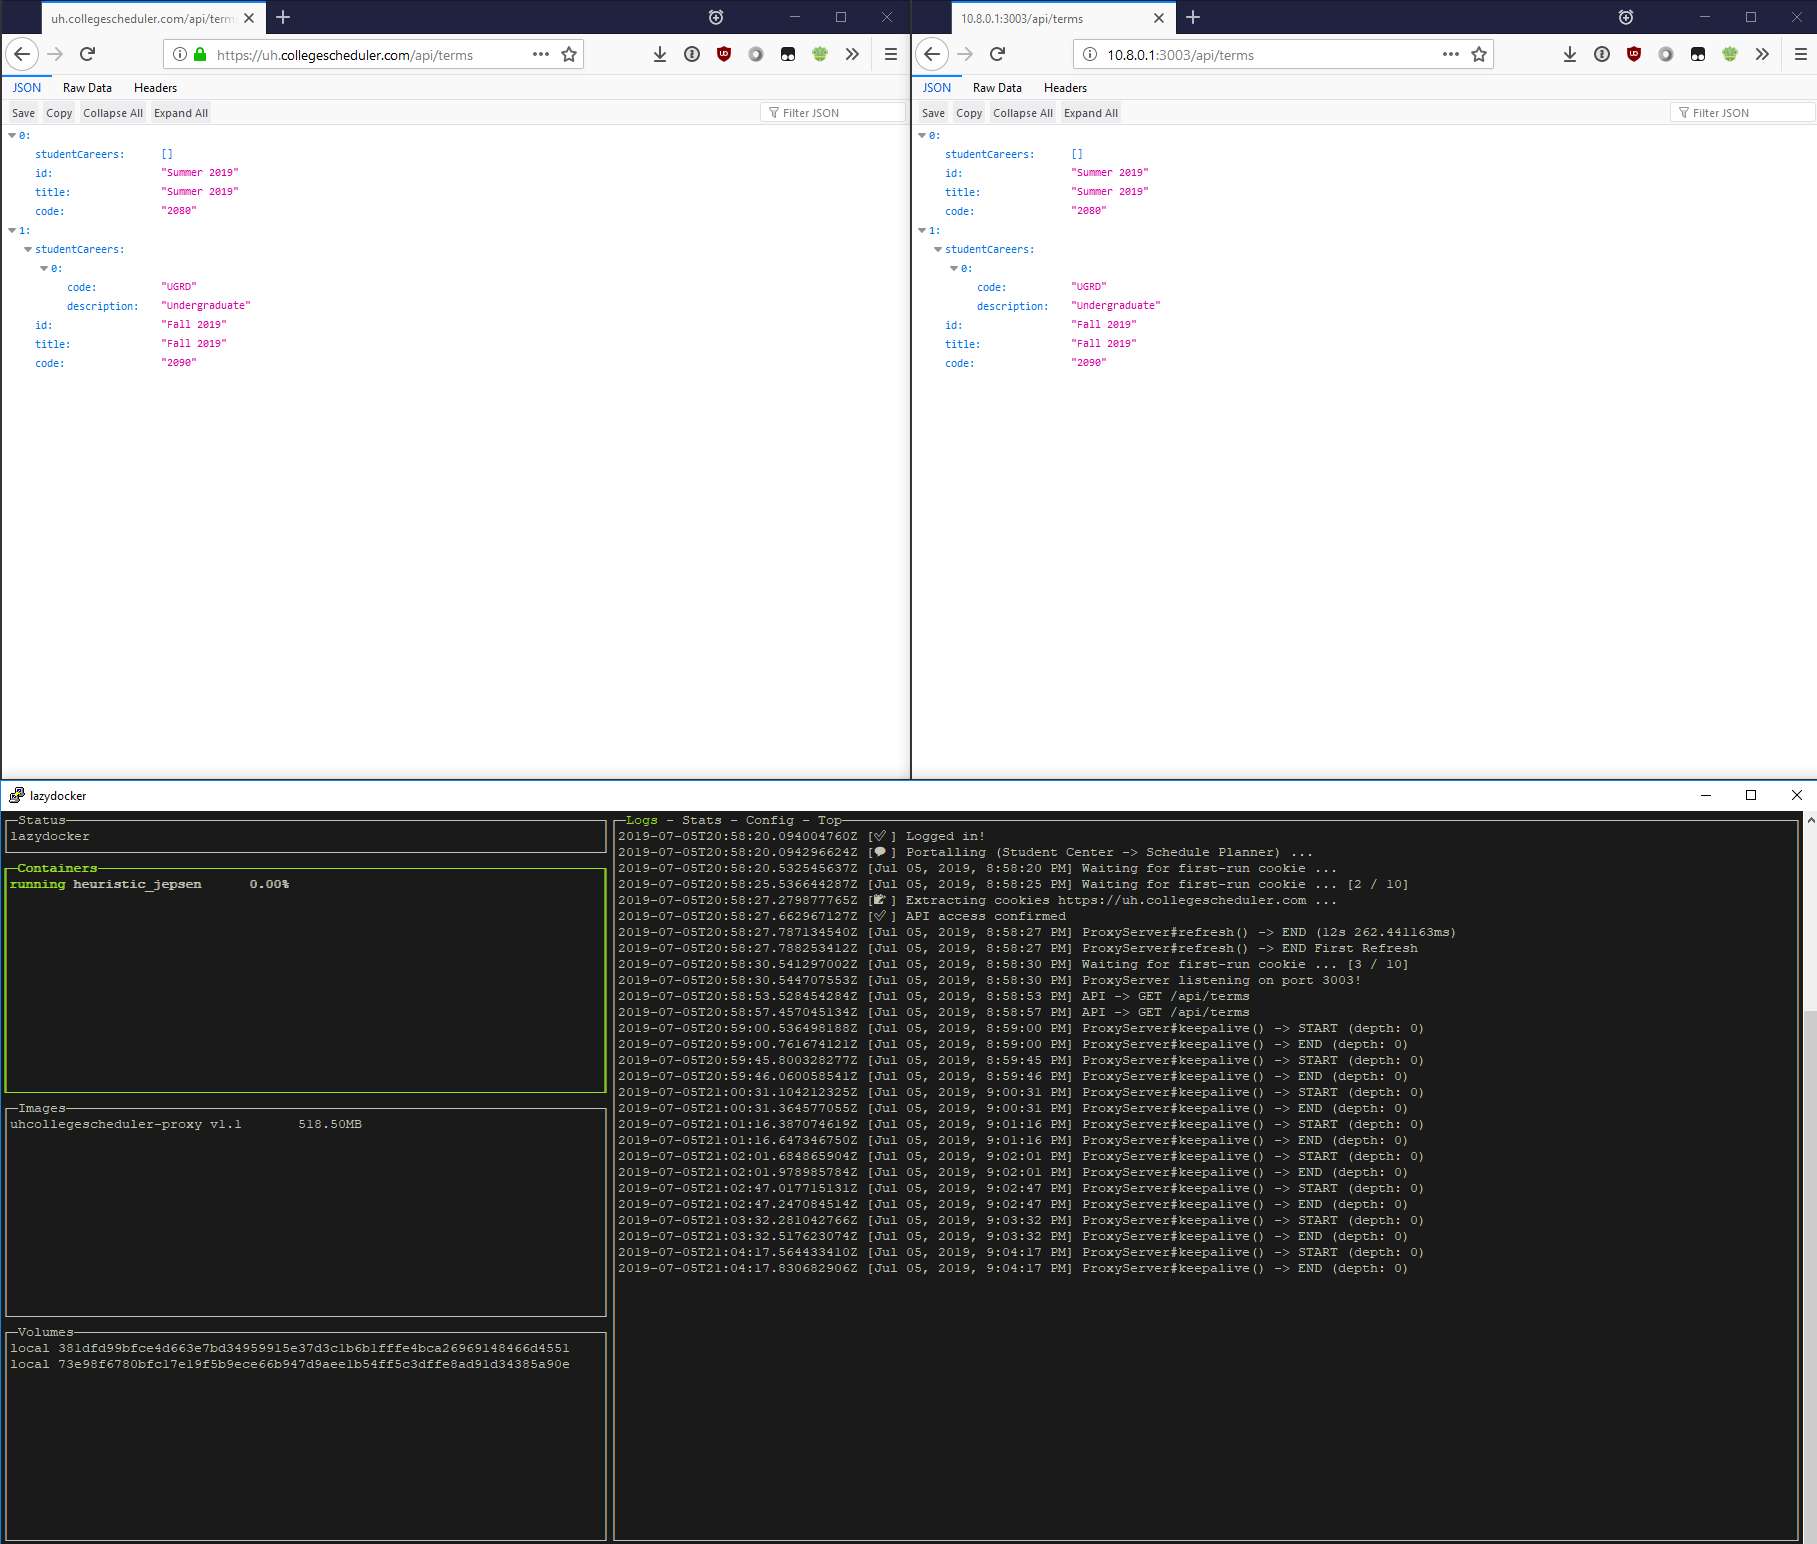 uh.collegescheduler.com/api/term
https://uh.collegescheduler.com/api/terms
JSON Raw Data Headers
Save Copy Collapse All Expand All Filter JSON
0:
studentCareers: []
id: "Summer 2019"
title: "Summer 2019"
code: "2080"
1:
studentCareers:
0:
code: "UGRD"
description: "Undergraduate"
id: "Fall 2019"
title: "Fall 2019"
code: "2090"
10.8.0.1:3003/api/terms
10.8.0.1:3003/api/terms
JSON Raw Data Headers
Save Copy Collapse All Expand All Filter JSON
0:
studentCareers: []
id: "Summer 2019"
title: "Summer 2019"
code: "2080"
1:
studentCareers:
0:
code: "UGRD"
description: "Undergraduate"
id: "Fall 2019"
title: "Fall 2019"
code: "2090"
lazydocker
Status
lazydocker
Containers
running heuristic_jepsen 0.00%
Images
uhcollegescheduler-proxy v1.1 518.50MB
Volumes
local 381dfd99bfce4d663e7bd34959915e37d3c1b6b1fffe4bca26969148466d4551
local 73e98f6780bfc17e19f5b9ece66b947d9aee1b54ff5c3dffe8ad91d34385a90e
Logs - Stats - Config - Top
2019-07-05T20:58:20.094004760Z [✓] Logged in!
2019-07-05T20:58:20.094296624Z [💬] Portalling (Student Center -> Schedule Planner) ...
2019-07-05T20:58:20.532545637Z [Jul 05, 2019, 8:58:20 PM] Waiting for first-run cookie ...
2019-07-05T20:58:25.536644287Z [Jul 05, 2019, 8:58:25 PM] Waiting for first-run cookie ... [2 / 10]
2019-07-05T20:58:27.279877765Z [📝] Extracting cookies https://uh.collegescheduler.com ...
2019-07-05T20:58:27.662967127Z [✓] API access confirmed
2019-07-05T20:58:27.787134540Z [Jul 05, 2019, 8:58:27 PM] ProxyServer#refresh() -> END (12s 262.441163ms)
2019-07-05T20:58:27.788253412Z [Jul 05, 2019, 8:58:27 PM] ProxyServer#refresh() -> END First Refresh
2019-07-05T20:58:30.541297002Z [Jul 05, 2019, 8:58:30 PM] Waiting for first-run cookie ... [3 / 10]
2019-07-05T20:58:30.544707553Z [Jul 05, 2019, 8:58:30 PM] ProxyServer listening on port 3003!
2019-07-05T20:58:53.528454284Z [Jul 05, 2019, 8:58:53 PM] API -> GET /api/terms
2019-07-05T20:58:57.457045134Z [Jul 05, 2019, 8:58:57 PM] API -> GET /api/terms
2019-07-05T20:59:00.536498188Z [Jul 05, 2019, 8:59:00 PM] ProxyServer#keepalive() -> START (depth: 0)
2019-07-05T20:59:00.761674121Z [Jul 05, 2019, 8:59:00 PM] ProxyServer#keepalive() -> END (depth: 0)
2019-07-05T20:59:45.800328277Z [Jul 05, 2019, 8:59:45 PM] ProxyServer#keepalive() -> START (depth: 0)
2019-07-05T20:59:46.060058541Z [Jul 05, 2019, 8:59:46 PM] ProxyServer#keepalive() -> END (depth: 0)
2019-07-05T21:00:31.104212325Z [Jul 05, 2019, 9:00:31 PM] ProxyServer#keepalive() -> START (depth: 0)
2019-07-05T21:00:31.364577055Z [Jul 05, 2019, 9:00:31 PM] ProxyServer#keepalive() -> END (depth: 0)
2019-07-05T21:01:16.387074619Z [Jul 05, 2019, 9:01:16 PM] ProxyServer#keepalive() -> START (depth: 0)
2019-07-05T21:01:16.647346750Z [Jul 05, 2019, 9:01:16 PM] ProxyServer#keepalive() -> END (depth: 0)
2019-07-05T21:02:01.684865904Z [Jul 05, 2019, 9:02:01 PM] ProxyServer#keepalive() -> START (depth: 0)
2019-07-05T21:02:01.978985784Z [Jul 05, 2019, 9:02:01 PM] ProxyServer#keepalive() -> END (depth: 0)
2019-07-05T21:02:47.017715131Z [Jul 05, 2019, 9:02:47 PM] ProxyServer#keepalive() -> START (depth: 0)
2019-07-05T21:02:47.247084514Z [Jul 05, 2019, 9:02:47 PM] ProxyServer#keepalive() -> END (depth: 0)
2019-07-05T21:03:32.281042766Z [Jul 05, 2019, 9:03:32 PM] ProxyServer#keepalive() -> START (depth: 0)
2019-07-05T21:03:32.517623074Z [Jul 05, 2019, 9:03:32 PM] ProxyServer#keepalive() -> END (depth: 0)
2019-07-05T21:04:17.564433410Z [Jul 05, 2019, 9:04:17 PM] ProxyServer#keepalive() -> START (depth: 0)
2019-07-05T21:04:17.830682906Z [Jul 05, 2019, 9:04:17 PM] ProxyServer#keepalive() -> END (depth: 0)